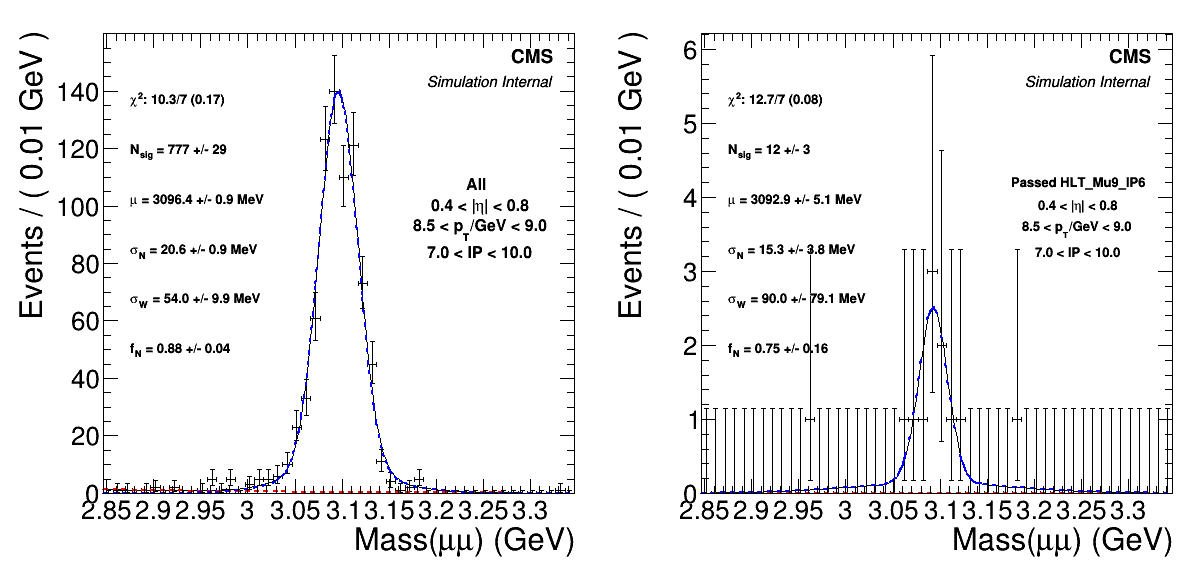 CMS
Simulation Internal
χ²: 10.3/7 (0.17)
N_sig = 777 +/- 29
μ = 3096.4 +/- 0.9 MeV
σ_N = 20.6 +/- 0.9 MeV
σ_W = 54.0 +/- 9.9 MeV
f_N = 0.88 +/- 0.04
All
0.4 < |η| < 0.8
8.5 < p_T/GeV < 9.0
7.0 < IP < 10.0
Events / ( 0.01 GeV )
140
120
100
80
60
40
20
0
2.85 2.9 2.95 3 3.05 3.1 3.15 3.2 3.25 3.3
Mass(μμ) (GeV)
CMS
Simulation Internal
χ²: 12.7/7 (0.08)
N_sig = 12 +/- 3
μ = 3092.9 +/- 5.1 MeV
σ_N = 15.3 +/- 3.8 MeV
σ_W = 90.0 +/- 79.1 MeV
f_N = 0.75 +/- 0.16
Passed HLT_Mu9_IP6
0.4 < |η| < 0.8
8.5 < p_T/GeV < 9.0
7.0 < IP < 10.0
Events / ( 0.01 GeV )
6
5
4
3
2
1
0
2.85 2.9 2.95 3 3.05 3.1 3.15 3.2 3.25 3.3
Mass(μμ) (GeV)